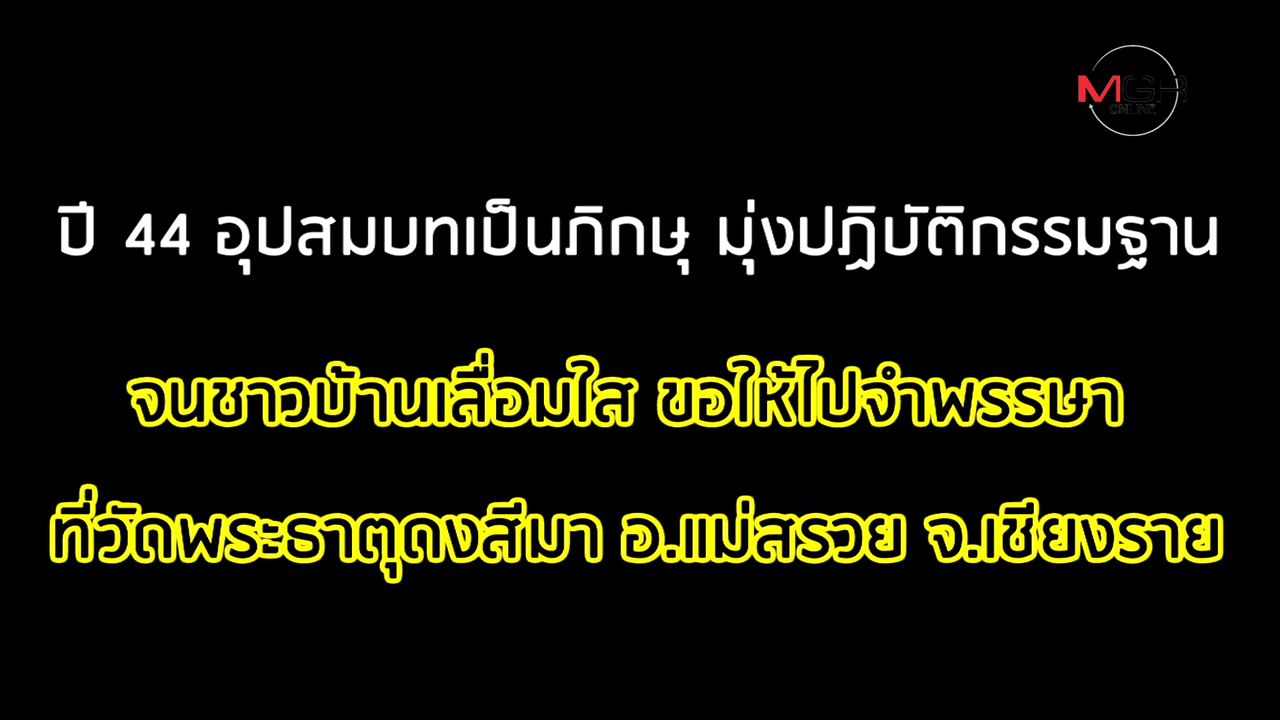 MGR
ONLINE
ปี 44 อุปสมบทเป็นภิกษุ มุ่งปฏิบัติกรรมฐาน
จนชาวบ้านเลื่อมใส ขอให้ไปจำพรรษา
ที่วัดพระธาตุดงสีมา อ.แม่สรวย จ.เชียงราย